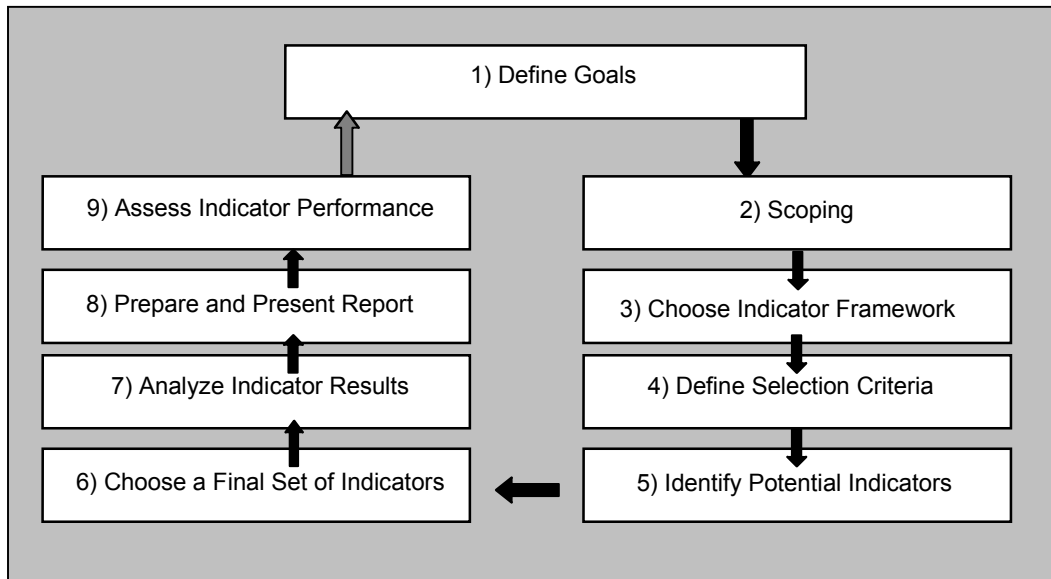 1) Define Goals
2) Scoping
3) Choose Indicator Framework
4) Define Selection Criteria
5) Identify Potential Indicators
6) Choose a Final Set of Indicators
7) Analyze Indicator Results
8) Prepare and Present Report
9) Assess Indicator Performance